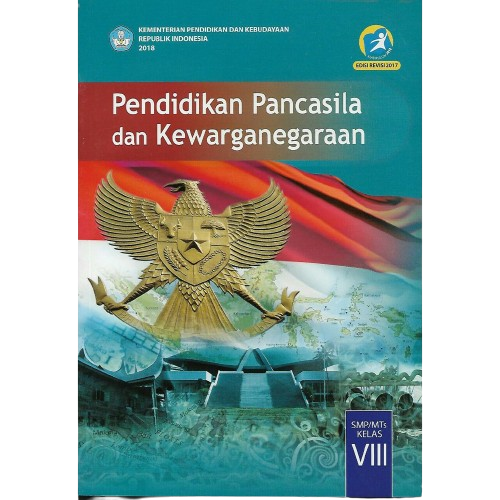 KEMENTERIAN PENDIDIKAN DAN KEBUDAYAAN
REPUBLIK INDONESIA
2018
EDISI REVISI 2017
Pendidikan Pancasila
dan Kewarganegaraan
SMP/MTs
KELAS
VIII